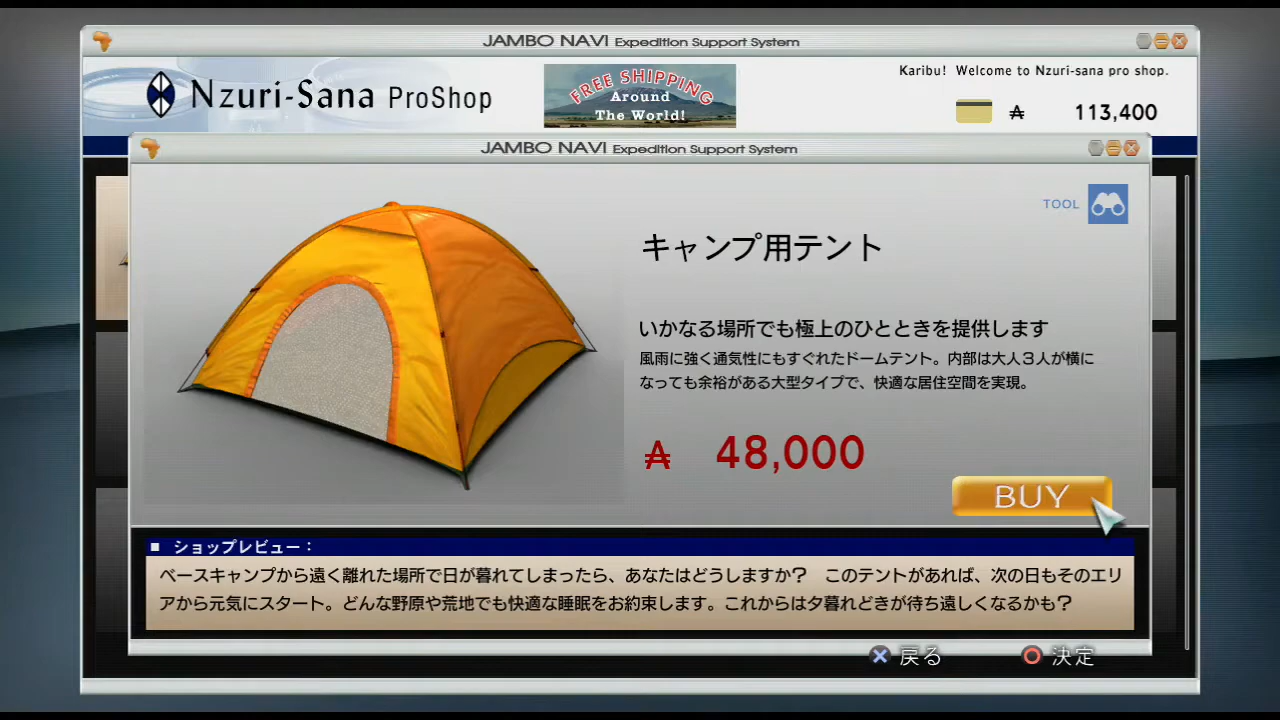 JAMBO NAVI Expedition Support System
Nzuri-Sana ProShop
FREE SHIPPING
Around
The World!
Karibu! Welcome to Nzuri-sana pro shop.
₳ 113,400
JAMBO NAVI Expedition Support System
TOOL
キャンプ用テント
いかなる場所でも極上のひとときを提供します
風雨に強く通気性にもすぐれたドームテント。内部は大人3人が横に
なっても余裕がある大型タイプで、快適な居住空間を実現。
₳ 48,000
BUY
■ ショップレビュー：
ベースキャンプから遠く離れた場所で日が暮れてしまったら、あなたはどうしますか？　このテントがあれば、次の日もそのエリ
アから元気にスタート。どんな野原や荒地でも快適な睡眠をお約束します。これからは夕暮れどきが待ち遠しくなるかも？
戻る 決定